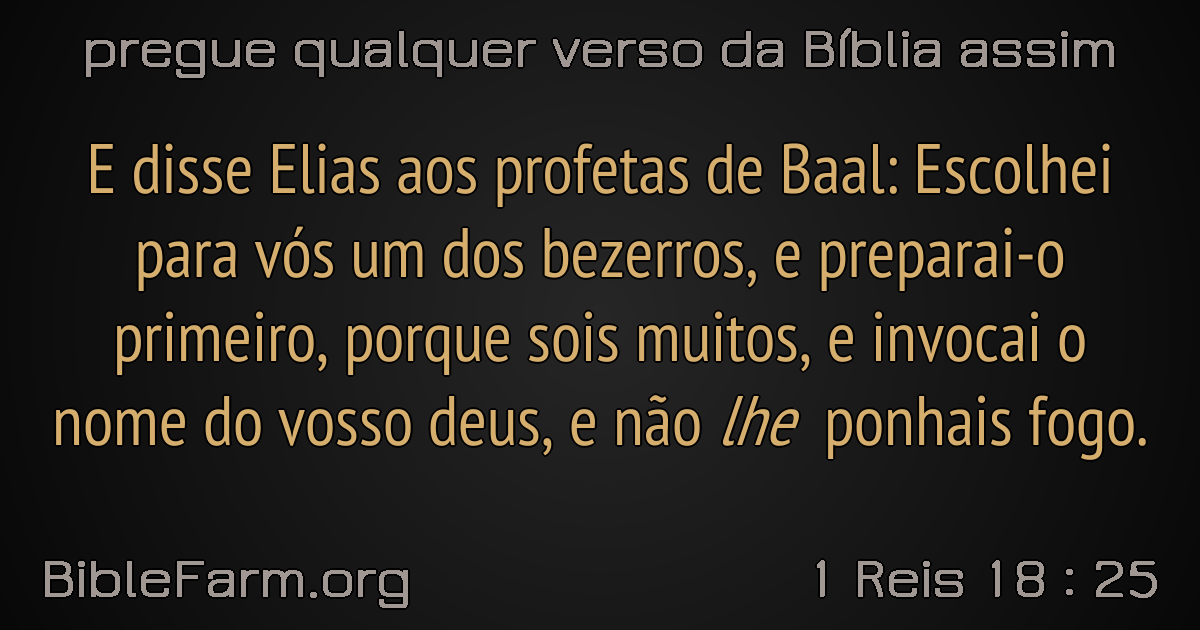 pregue qualquer verso da Bíblia assim
E disse Elias aos profetas de Baal: Escolhei
para vós um dos bezerros, e preparai-o
primeiro, porque sois muitos, e invocai o
nome do vosso deus, e não lhe ponhais fogo.
BibleFarm.org
1 Reis 18 : 25